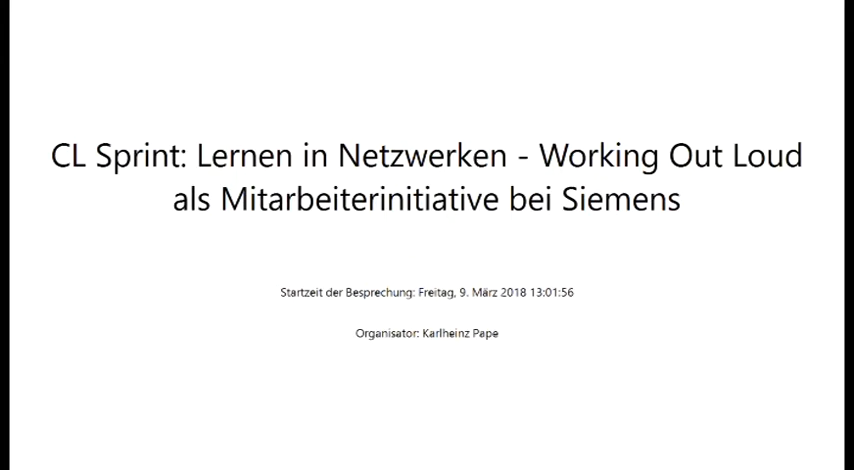 CL Sprint: Lernen in Netzwerken - Working Out Loud
als Mitarbeiterinitiative bei Siemens
Startzeit der Besprechung: Freitag, 9. März 2018 13:01:56
Organisator: Karlheinz Pape